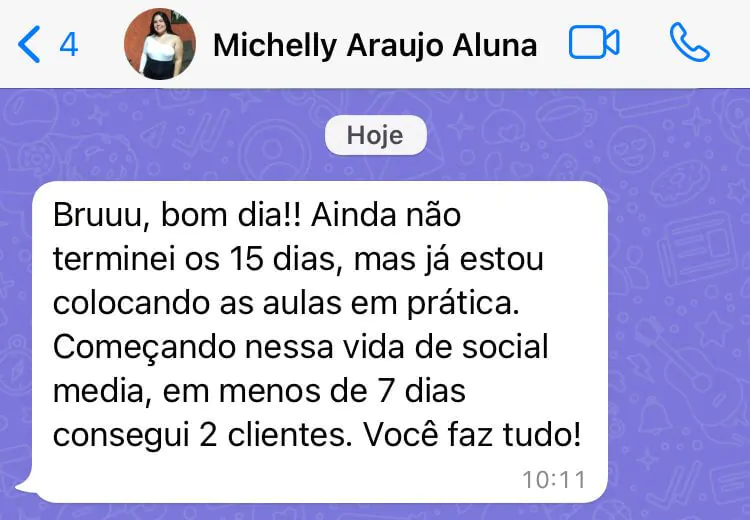 4 Michelly Araujo Aluna
Hoje
Bruuu, bom dia!! Ainda não
terminei os 15 dias, mas já estou
colocando as aulas em prática.
Começando nessa vida de social
media, em menos de 7 dias
consegui 2 clientes. Você faz tudo!
10:11